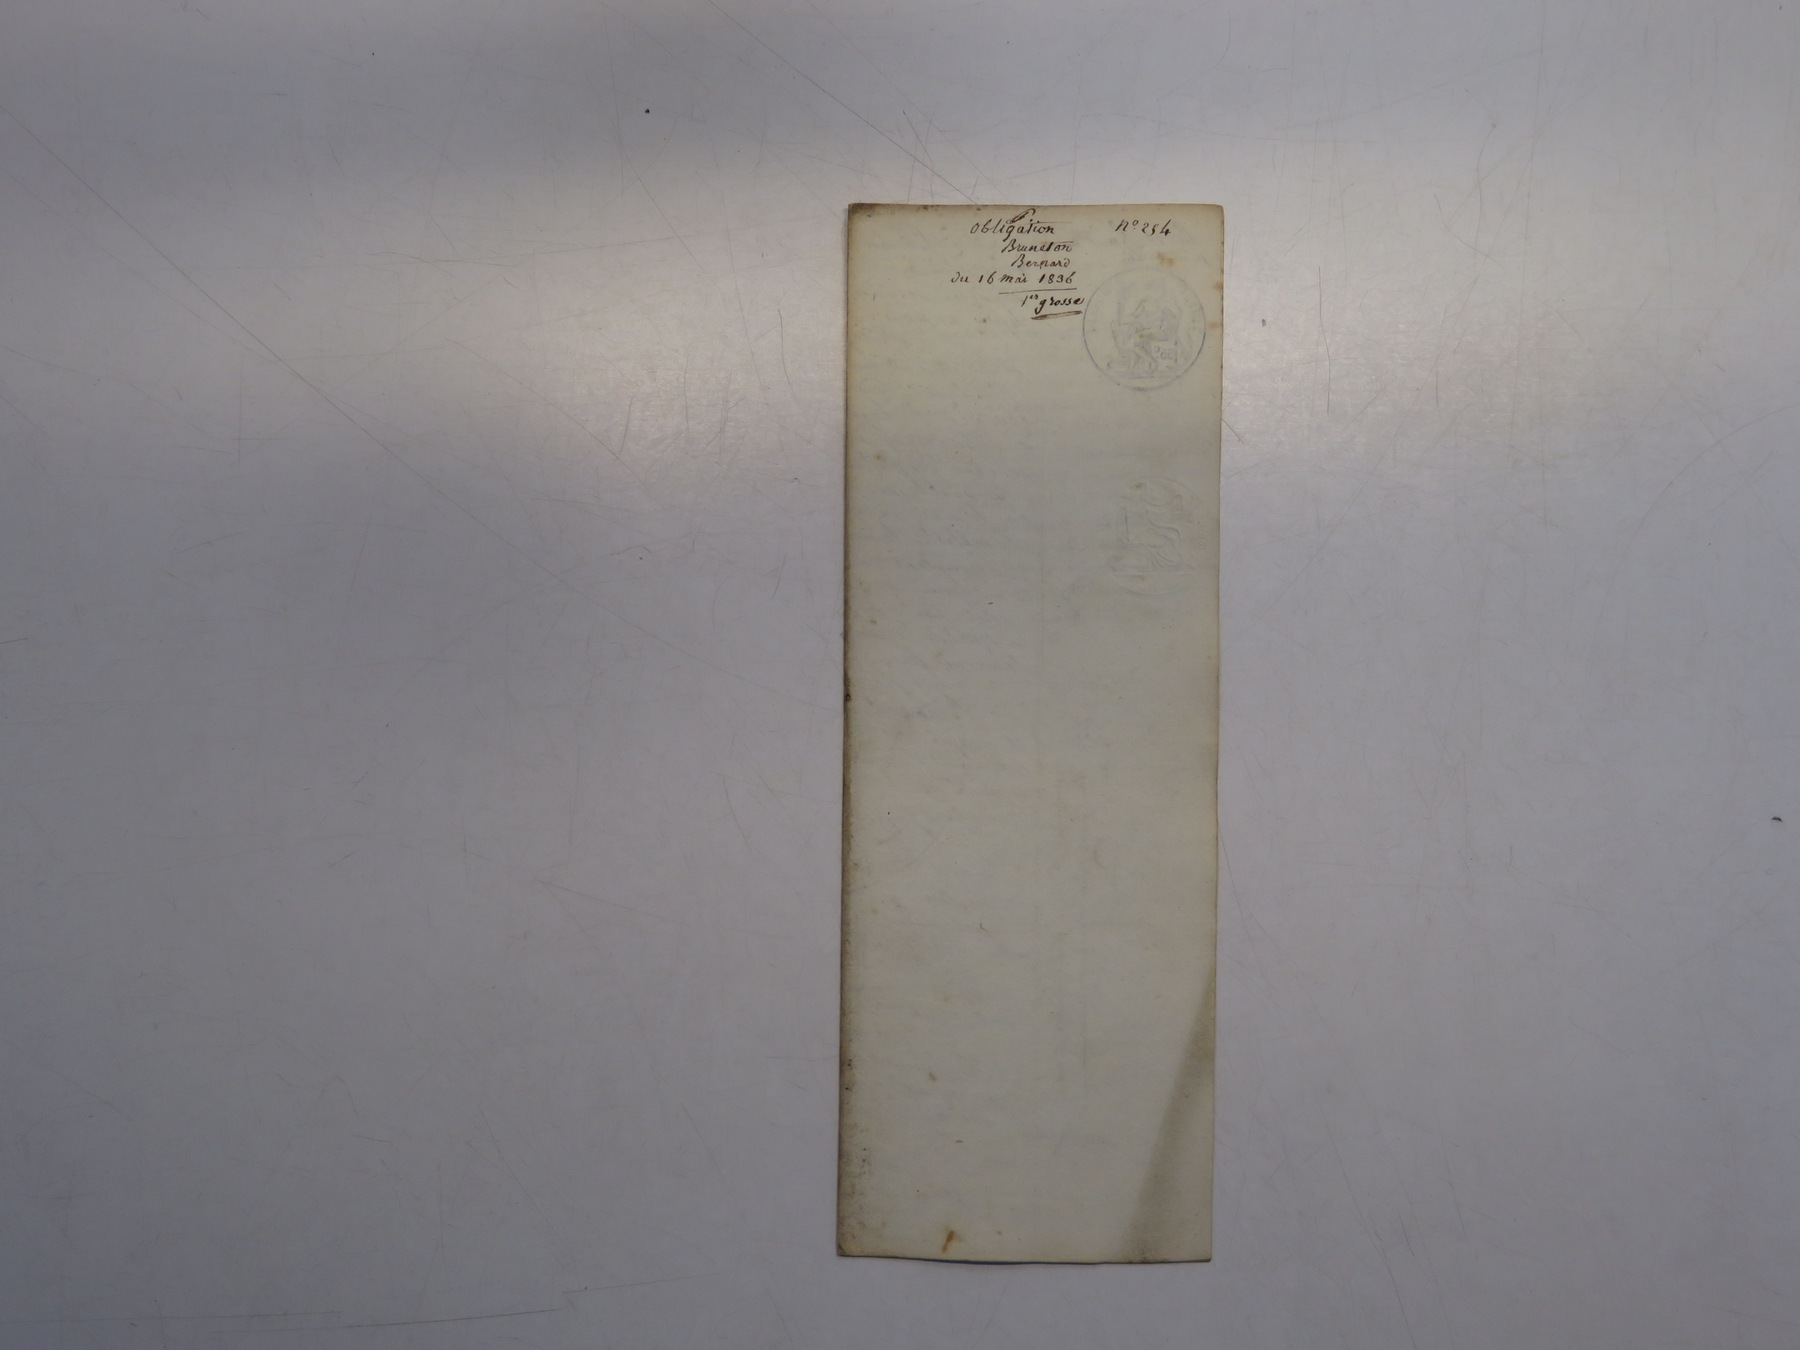 Obligation n° 254
Bruneton
Bernard
du 16 mai 1836
1re grosse